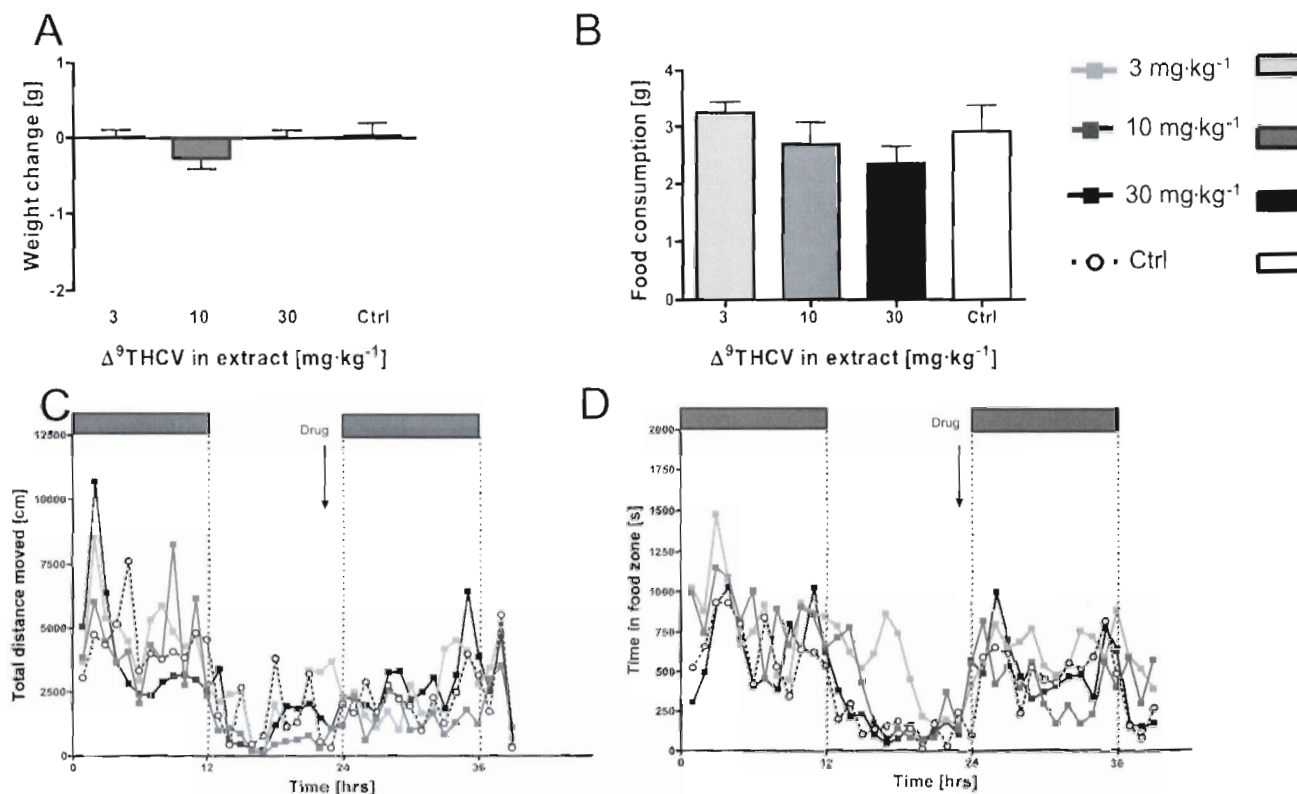 A
Weight change [g]
1
0
-1
-2
3 10 30 Ctrl
Δ⁹THCV in extract [mg·kg⁻¹]
B
Food consumption [g]
4
3
2
1
0
3 10 30 Ctrl
Δ⁹THCV in extract [mg·kg⁻¹]
3 mg·kg⁻¹
10 mg·kg⁻¹
30 mg·kg⁻¹
Ctrl
C
Drug
Total distance moved [cm]
12500
10000
7500
5000
2500
0
0 12 24 36
Time [hrs]
D
Drug
Time in food zone [s]
2000
1750
1500
1250
1000
750
500
250
0
0 12 24 36
Time [hrs]